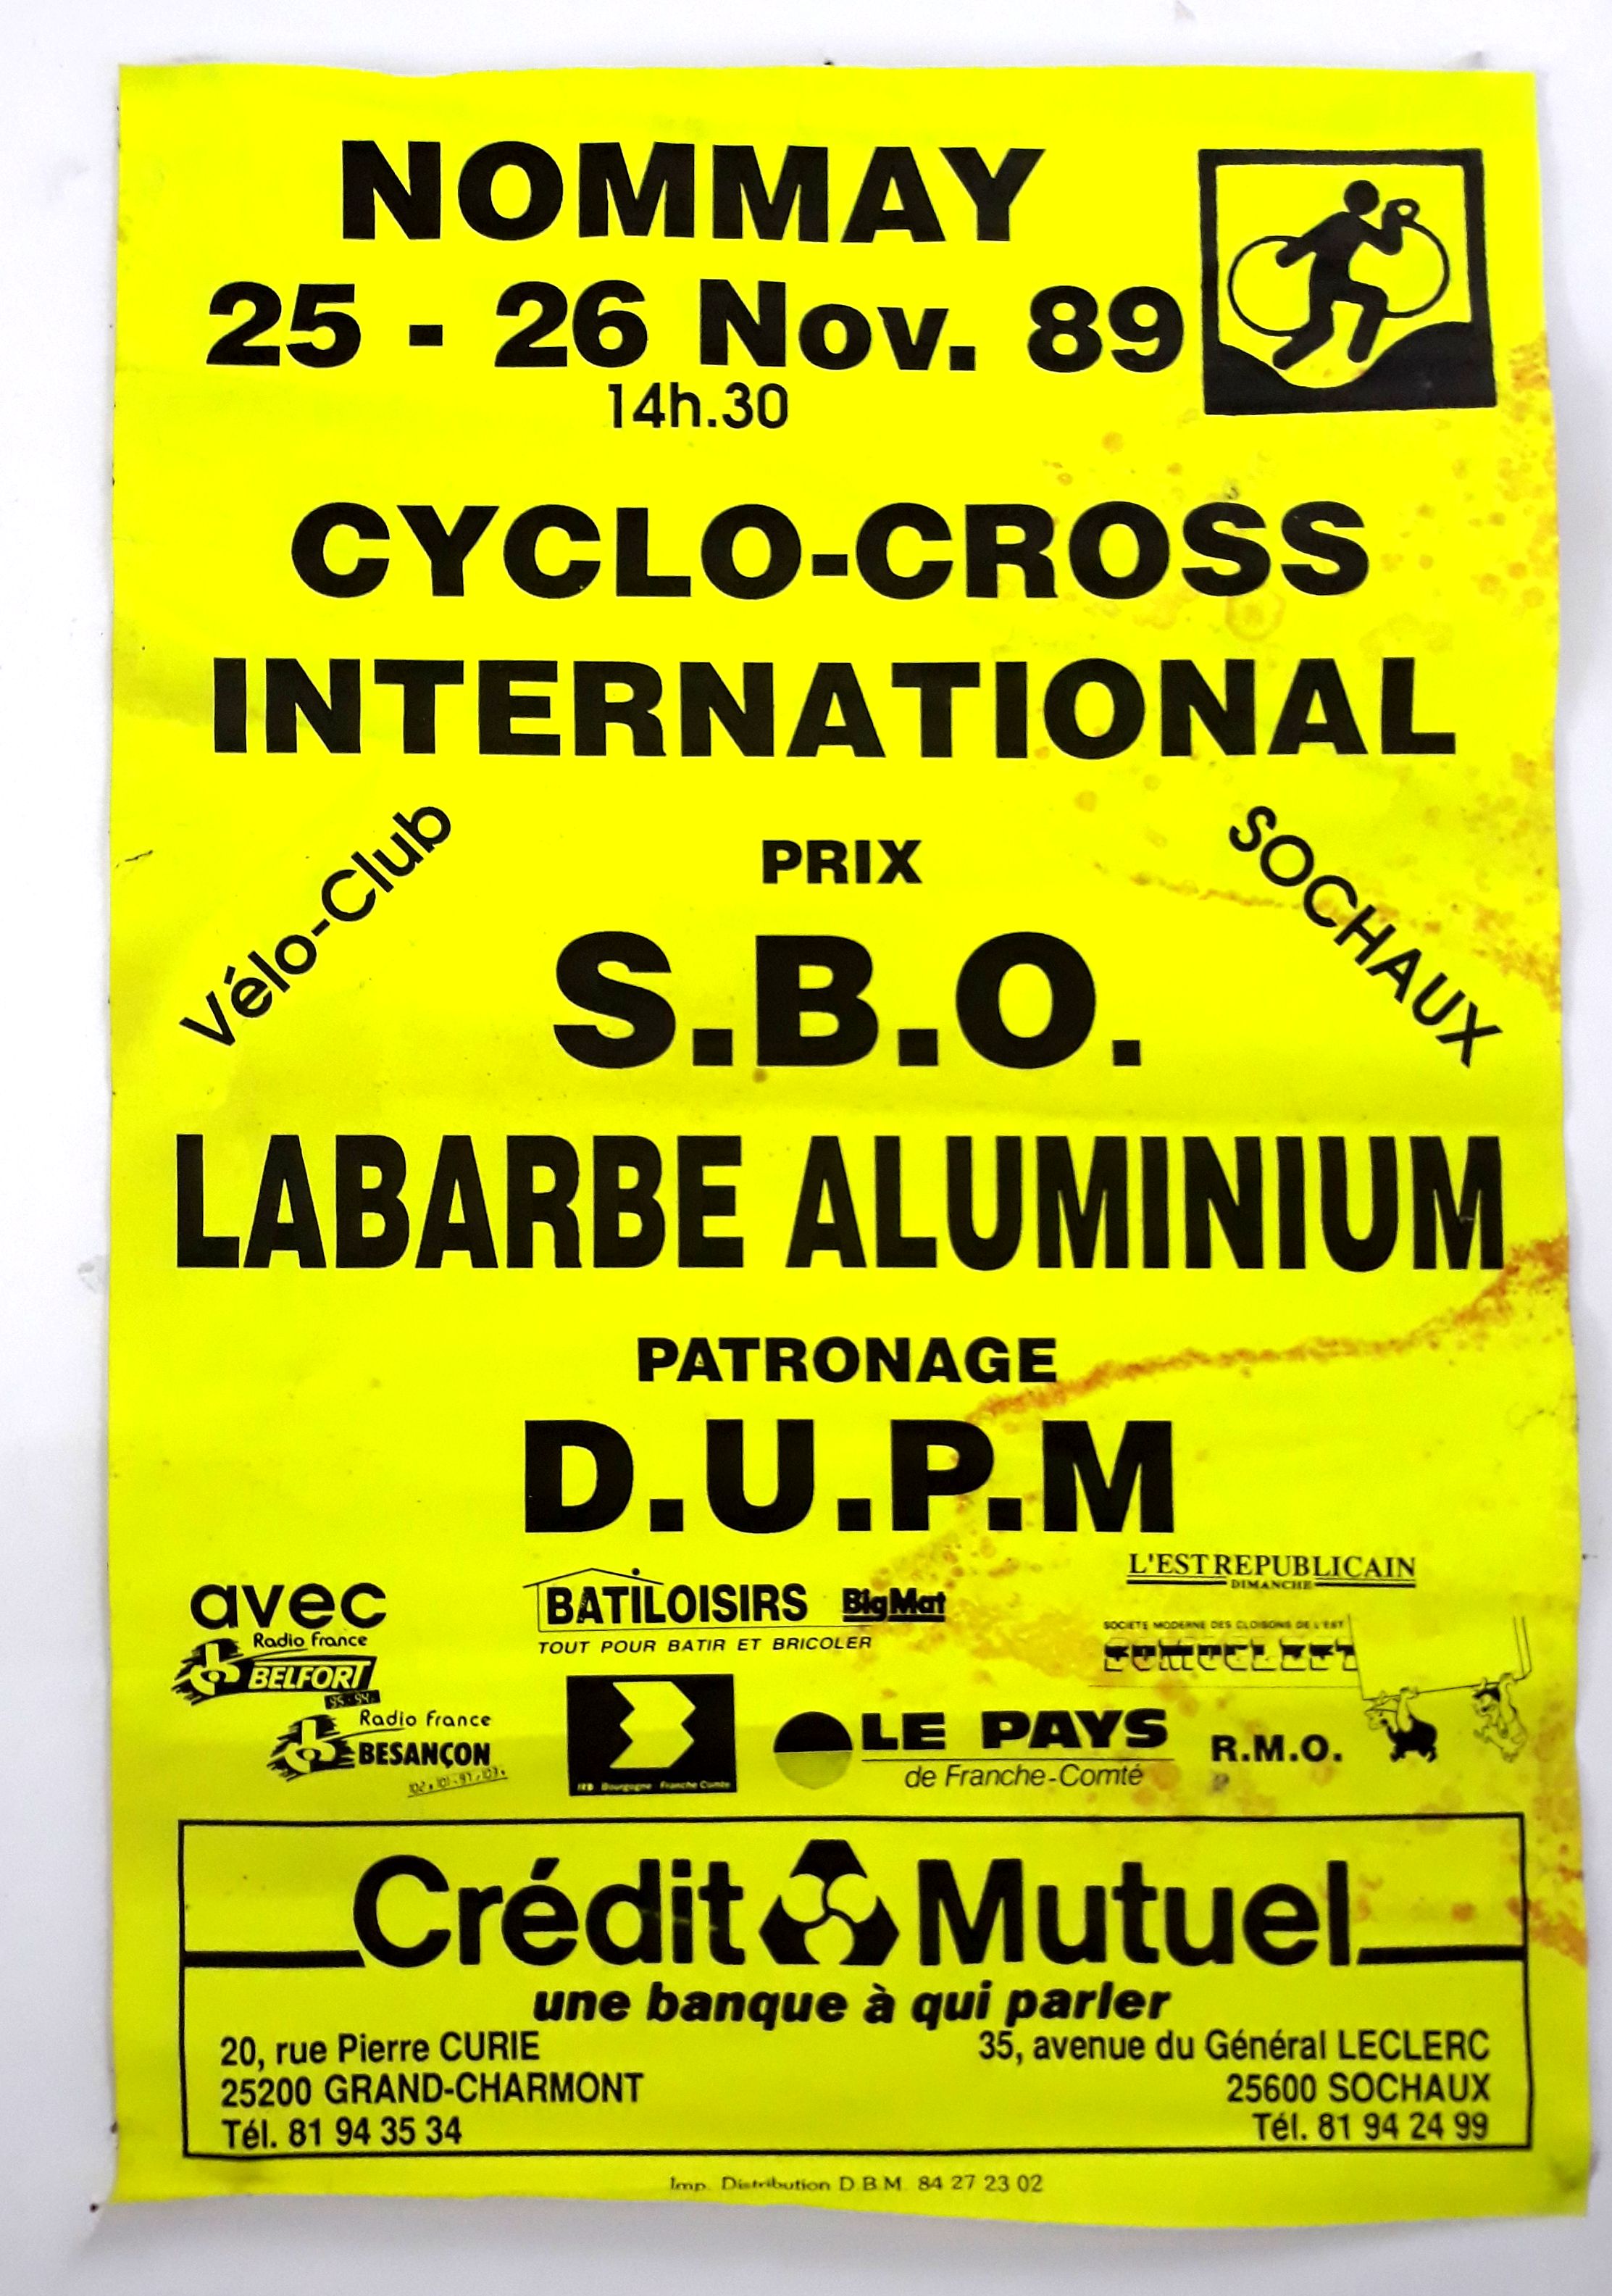 NOMMAY
25 - 26 Nov. 89
14h.30
CYCLO-CROSS
INTERNATIONAL
Vélo-Club
SOCHAUX
PRIX
S.B.O.
LABARBE ALUMINIUM
PATRONAGE
D.U.P.M
avec
Radio france
BELFORT
Radio france
BESANÇON
BATILOISIRS BigMat
TOUT POUR BATIR ET BRICOLER
Bourgogne Franche Comté
L'EST REPUBLICAIN
DIMANCHE
SOCIETE MODERNE DES CLOISONS DE L'EST
SOMOCLEST
LE PAYS
de Franche-Comté
R.M.O.
Crédit Mutuel
une banque à qui parler
20, rue Pierre CURIE
25200 GRAND-CHARMONT
Tél. 81 94 35 34
35, avenue du Général LECLERC
25600 SOCHAUX
Tél. 81 94 24 99
Imp. Distribution D.B.M. 84 27 23 02